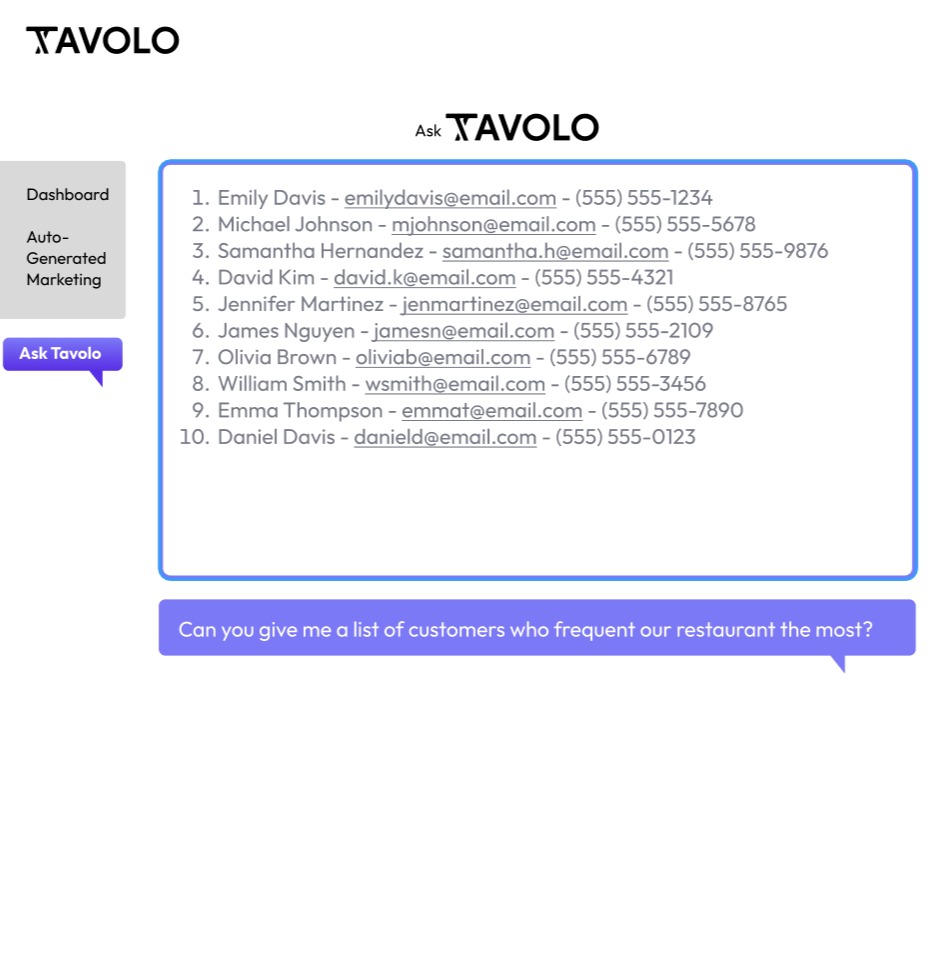 TAVOLO
Ask TAVOLO
Dashboard
Auto-
Generated
Marketing
Ask Tavolo
1. Emily Davis - emilydavis@email.com - (555) 555-1234
2. Michael Johnson - mjohnson@email.com - (555) 555-5678
3. Samantha Hernandez - samantha.h@email.com - (555) 555-9876
4. David Kim - david.k@email.com - (555) 555-4321
5. Jennifer Martinez - jenmartinez@email.com - (555) 555-8765
6. James Nguyen - jamesn@email.com - (555) 555-2109
7. Olivia Brown - oliviab@email.com - (555) 555-6789
8. William Smith - wsmith@email.com - (555) 555-3456
9. Emma Thompson - emmat@email.com - (555) 555-7890
10. Daniel Davis - danield@email.com - (555) 555-0123
Can you give me a list of customers who frequent our restaurant the most?